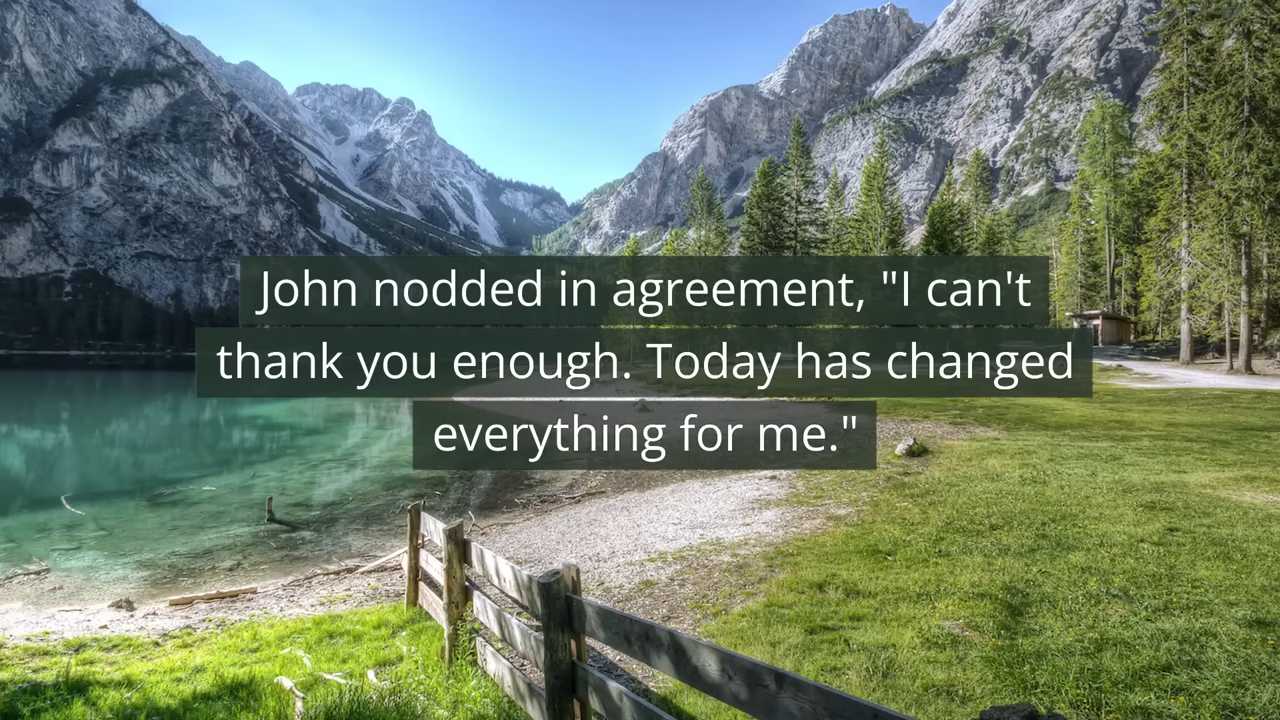 John nodded in agreement, "I can't
thank you enough. Today has changed
everything for me."